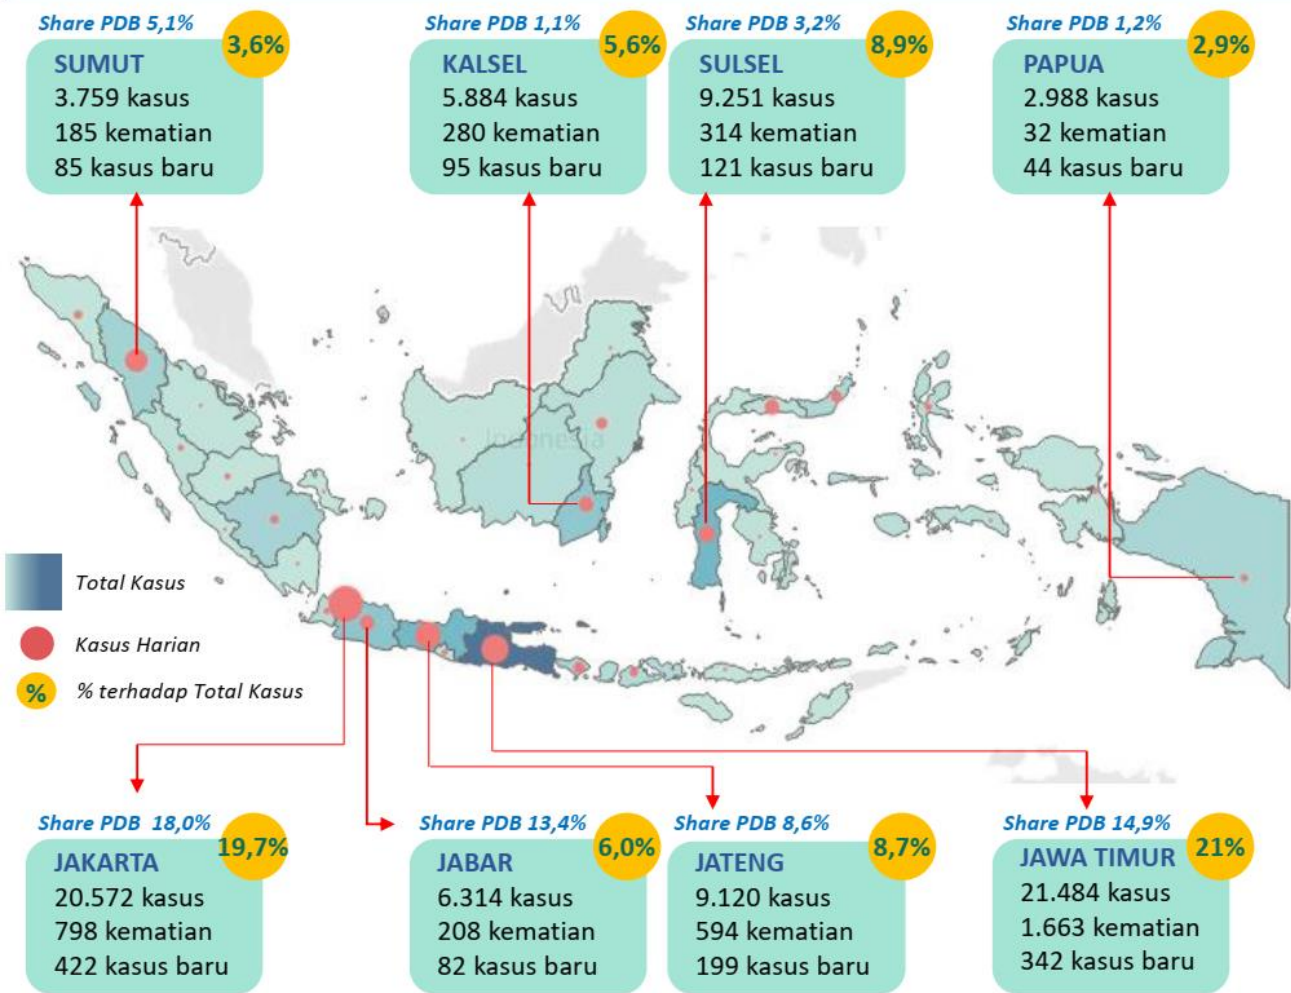 Share PDB 5,1%
3,6%
SUMUT
3.759 kasus
185 kematian
85 kasus baru
Share PDB 1,1%
5,6%
KALSEL
5.884 kasus
280 kematian
95 kasus baru
Share PDB 3,2%
8,9%
SULSEL
9.251 kasus
314 kematian
121 kasus baru
Share PDB 1,2%
2,9%
PAPUA
2.988 kasus
32 kematian
44 kasus baru
Indonesia
Total Kasus
Kasus Harian
% % terhadap Total Kasus
Share PDB 18,0%
19,7%
JAKARTA
20.572 kasus
798 kematian
422 kasus baru
Share PDB 13,4%
6,0%
JABAR
6.314 kasus
208 kematian
82 kasus baru
Share PDB 8,6%
8,7%
JATENG
9.120 kasus
594 kematian
199 kasus baru
Share PDB 14,9%
21%
JAWA TIMUR
21.484 kasus
1.663 kematian
342 kasus baru